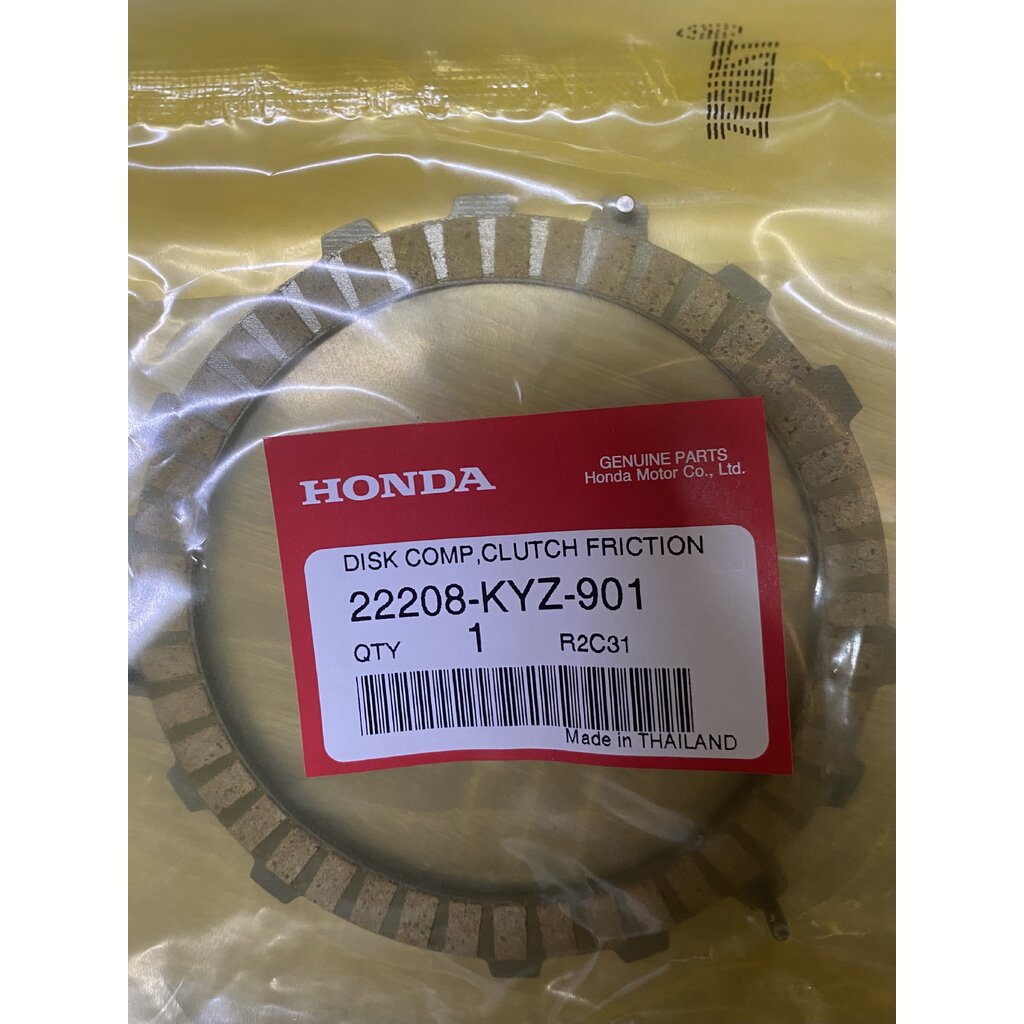 HONDA
GENUINE PARTS
Honda Motor Co., Ltd.
DISK COMP,CLUTCH FRICTION
22208-KYZ-901
QTY 1 R2C31
Made in THAILAND